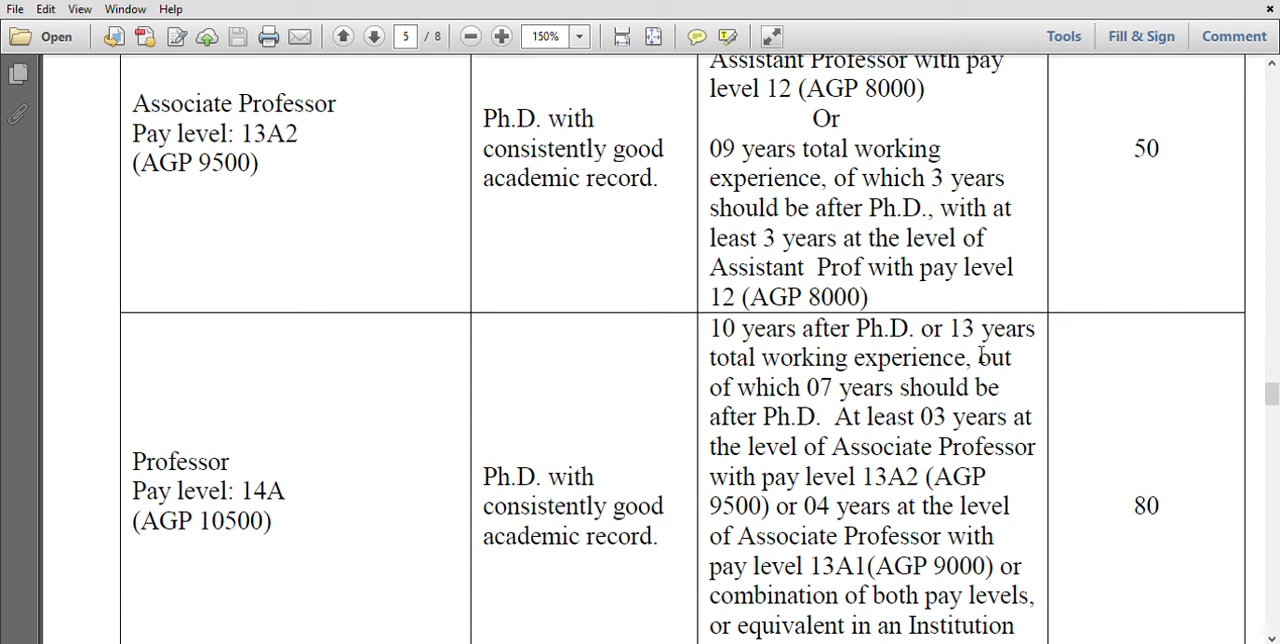 File Edit View Window Help
Open 5 / 8 150% Tools Fill & Sign Comment
Associate Professor
Pay level: 13A2
(AGP 9500)
Ph.D. with
consistently good
academic record.
Assistant Professor with pay
level 12 (AGP 8000)
Or
09 years total working
experience, of which 3 years
should be after Ph.D., with at
least 3 years at the level of
Assistant Prof with pay level
12 (AGP 8000)
50
Professor
Pay level: 14A
(AGP 10500)
Ph.D. with
consistently good
academic record.
10 years after Ph.D. or 13 years
total working experience, out
of which 07 years should be
after Ph.D. At least 03 years at
the level of Associate Professor
with pay level 13A2 (AGP
9500) or 04 years at the level
of Associate Professor with
pay level 13A1(AGP 9000) or
combination of both pay levels,
or equivalent in an Institution
80